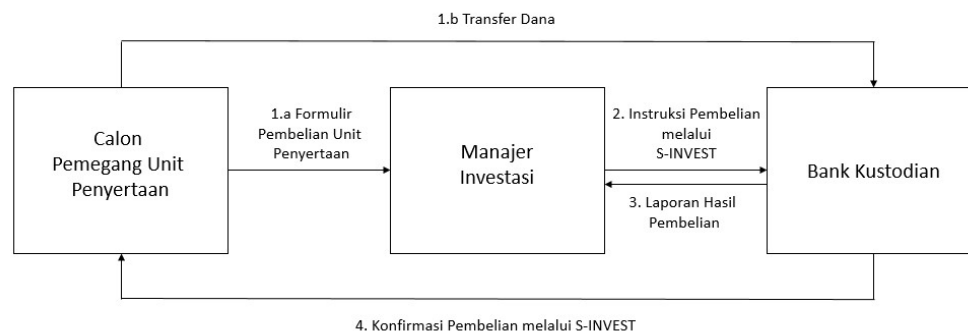 1.b Transfer Dana
Calon
Pemegang Unit
Penyertaan
1.a Formulir
Pembelian Unit
Penyertaan
Manajer
Investasi
2. Instruksi Pembelian
melalui
S-INVEST
3. Laporan Hasil
Pembelian
Bank Kustodian
4. Konfirmasi Pembelian melalui S-INVEST